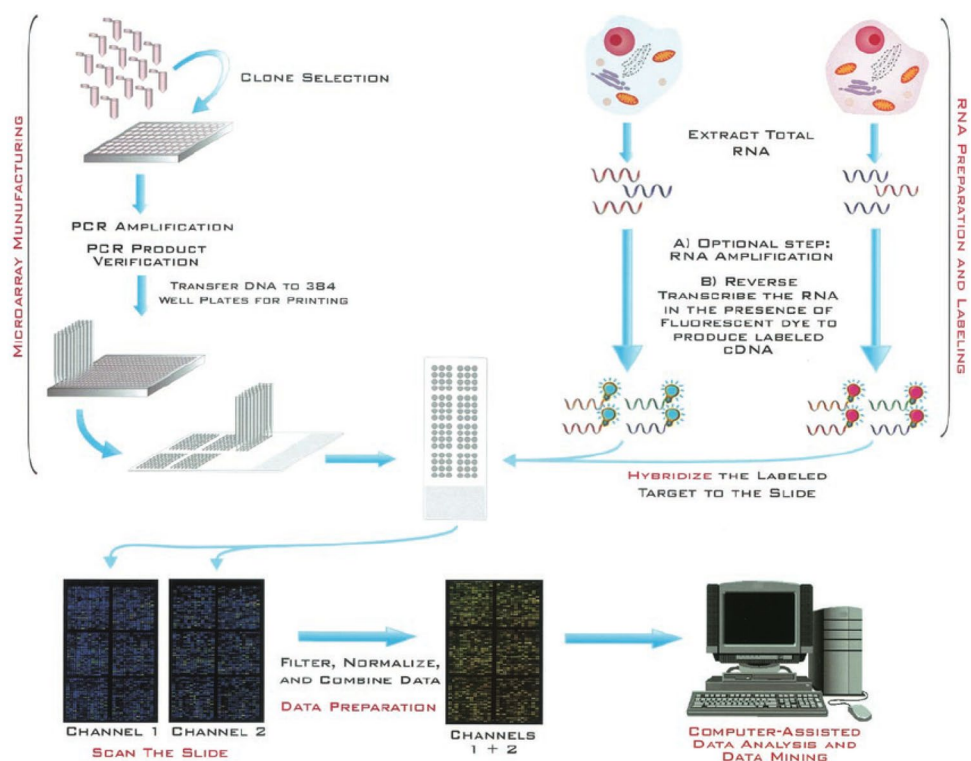 Microarray Munufacturing
Clone Selection
PCR Amplification
PCR Product
Verification
Transfer DNA to 384
Well Plates for Printing
Extract Total
RNA
A) Optional step:
RNA Amplification
B) Reverse
Transcribe the RNA
in the presence of
Fluorescent dye to
produce labeled
cDNA
RNA Preparation and Labeling
Hybridize the Labeled
Target to the Slide
Channel 1
Channel 2
Scan The Slide
Filter, Normalize,
and Combine Data
Data Preparation
Channels
1 + 2
Computer-Assisted
Data Analysis and
Data Mining